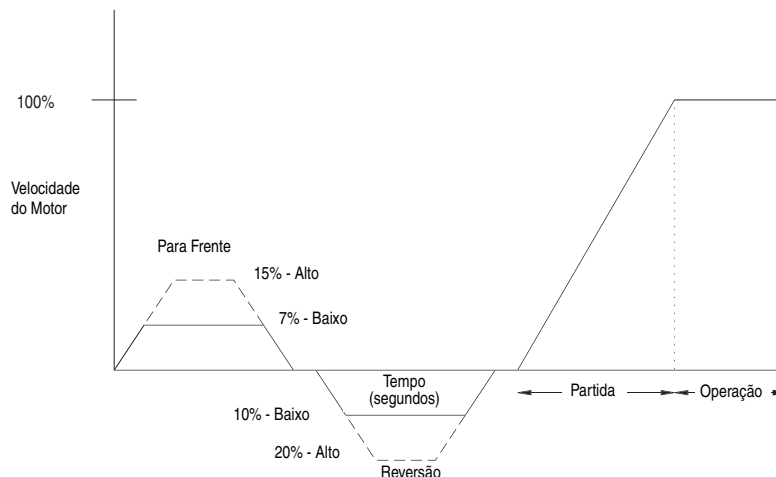 100%
Velocidade
do Motor
Para Frente
15% - Alto
7% - Baixo
Tempo
(segundos)
Partida
Operação
10% - Baixo
20% - Alto
Reversão